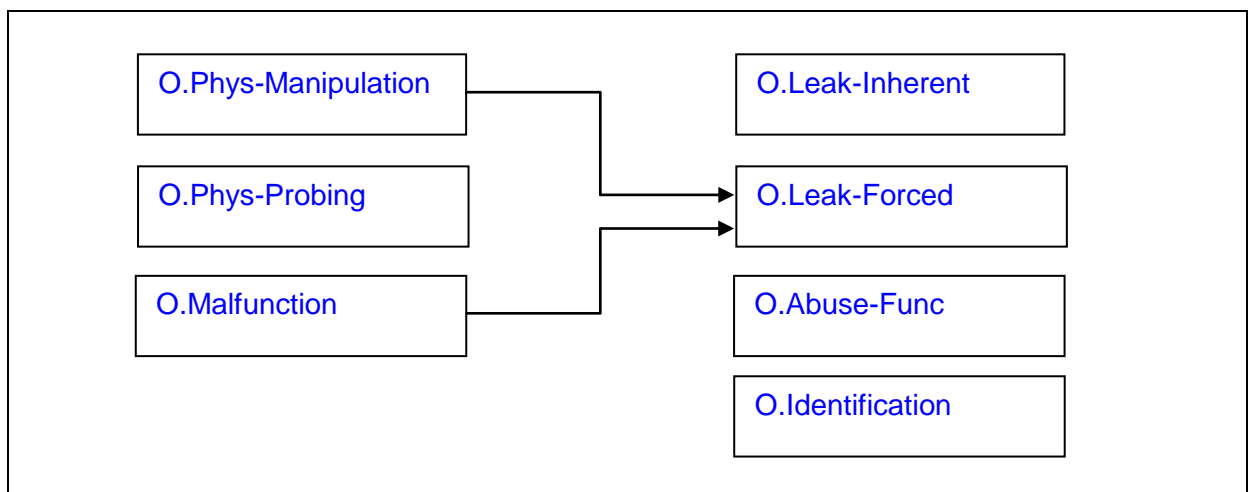 O.Phys-Manipulation
O.Leak-Inherent
O.Phys-Probing
O.Leak-Forced
O.Malfunction
O.Abuse-Func
O.Identification